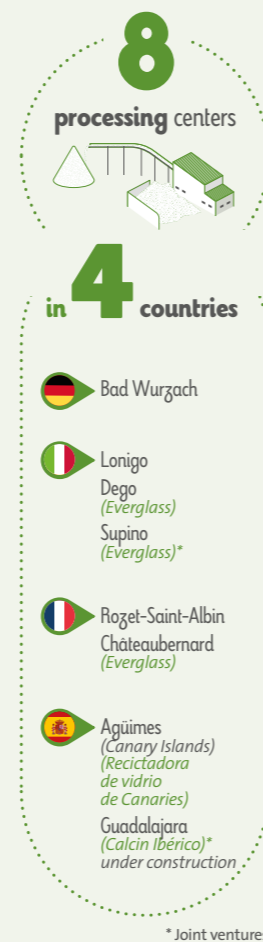 8
processing centers
in 4 countries
Bad Wurzach
Lonigo
Dego
(Everglass)
Supino
(Everglass)*
Rozet-Saint-Albin
Châteaubernard
(Everglass)
Agüimes
(Canary Islands)
(Recictadora
de vidrio
de Canaries)
Guadalajara
(Calcin Ibérico)*
under construction
* Joint venture